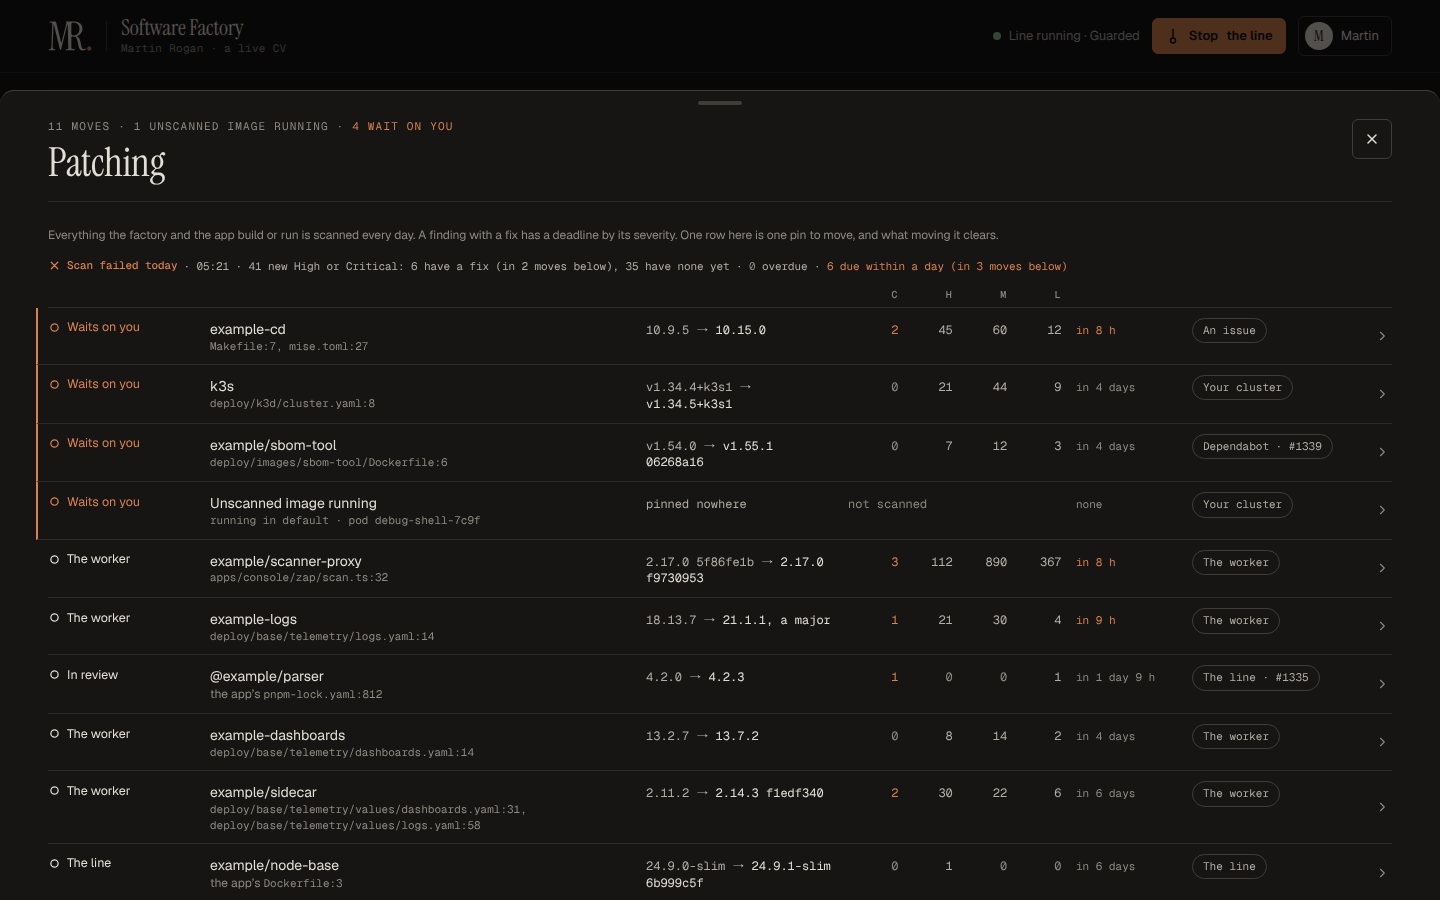 MR.
Software Factory
Martin Rogan · a live CV
Line running · Guarded
Stop the line
M
Martin
11 MOVES · 1 UNSCANNED IMAGE RUNNING · 4 WAIT ON YOU
Patching
Everything the factory and the app build or run is scanned every day. A finding with a fix has a deadline by its severity. One row here is one pin to move, and what moving it clears.
Scan failed today · 05:21 · 41 new High or Critical: 6 have a fix (in 2 moves below), 35 have none yet · 0 overdue · 6 due within a day (in 3 moves below)
C H M L
Waits on you example-cd 10.9.5 → 10.15.0 2 45 60 12 in 8 h An issue
Makefile:7, mise.toml:27
Waits on you k3s v1.34.4+k3s1 → 0 21 44 9 in 4 days Your cluster
deploy/k3d/cluster.yaml:8 v1.34.5+k3s1
Waits on you example/sbom-tool v1.54.0 → v1.55.1 0 7 12 3 in 4 days Dependabot · #1339
deploy/images/sbom-tool/Dockerfile:6 06268a16
Waits on you Unscanned image running pinned nowhere not scanned none Your cluster
running in default · pod debug-shell-7c9f
The worker example/scanner-proxy 2.17.0 5f86fe1b → 2.17.0 3 112 890 367 in 8 h The worker
apps/console/zap/scan.ts:32 f9730953
The worker example-logs 18.13.7 → 21.1.1, a major 1 21 30 4 in 9 h The worker
deploy/base/telemetry/logs.yaml:14
In review @example/parser 4.2.0 → 4.2.3 1 0 0 1 in 1 day 9 h The line · #1335
the app's pnpm-lock.yaml:812
The worker example-dashboards 13.2.7 → 13.7.2 0 8 14 2 in 4 days The worker
deploy/base/telemetry/dashboards.yaml:14
The worker example/sidecar 2.11.2 → 2.14.3 f1edf340 2 30 22 6 in 6 days The worker
deploy/base/telemetry/values/dashboards.yaml:31,
deploy/base/telemetry/values/logs.yaml:58
The line example/node-base 24.9.0-slim → 24.9.1-slim 0 1 0 0 in 6 days The line
the app's Dockerfile:3 6b999c5f